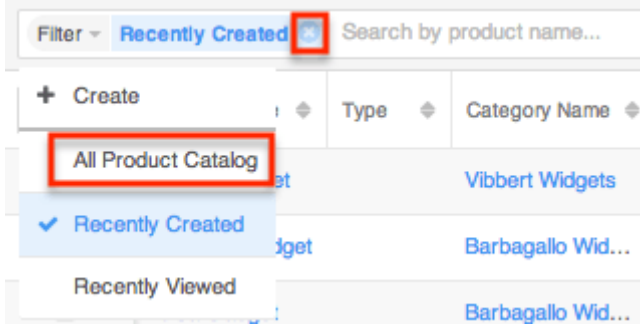 Filter Recently Created Search by product name...
Create
Type Category Name
All Product Catalog
Vibbert Widgets
Recently Created
Barbagallo Wid...
Recently Viewed
Barbagallo Wid...